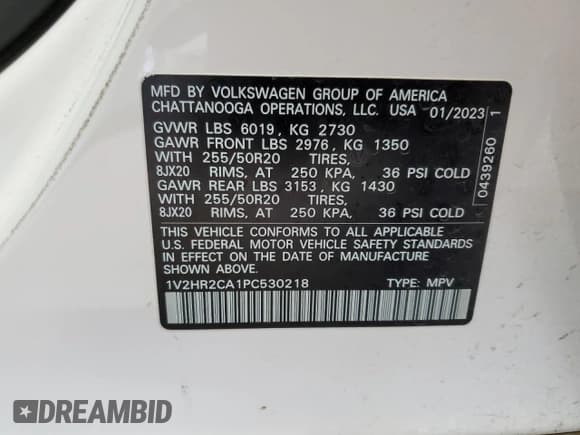 MFD BY VOLKSWAGEN GROUP OF AMERICA
CHATTANOOGA OPERATIONS, LLC. USA 01/2023
GVWR LBS 6019, KG 2730
GAWR FRONT LBS 2976, KG 1350
WITH 255/50R20 TIRES,
8JX20 RIMS, AT 250 KPA, 36 PSI COLD
GAWR REAR LBS 3153, KG 1430
WITH 255/50R20 TIRES,
8JX20 RIMS, AT 250 KPA, 36 PSI COLD
THIS VEHICLE CONFORMS TO ALL APPLICABLE
U.S. FEDERAL MOTOR VEHICLE SAFETY STANDARDS
IN EFFECT ON THE DATE OF MANUFACTURE
SHOWN ABOVE.
1V2HR2CA1PC530218 TYPE: MPV
0439260 1
DREAMBID